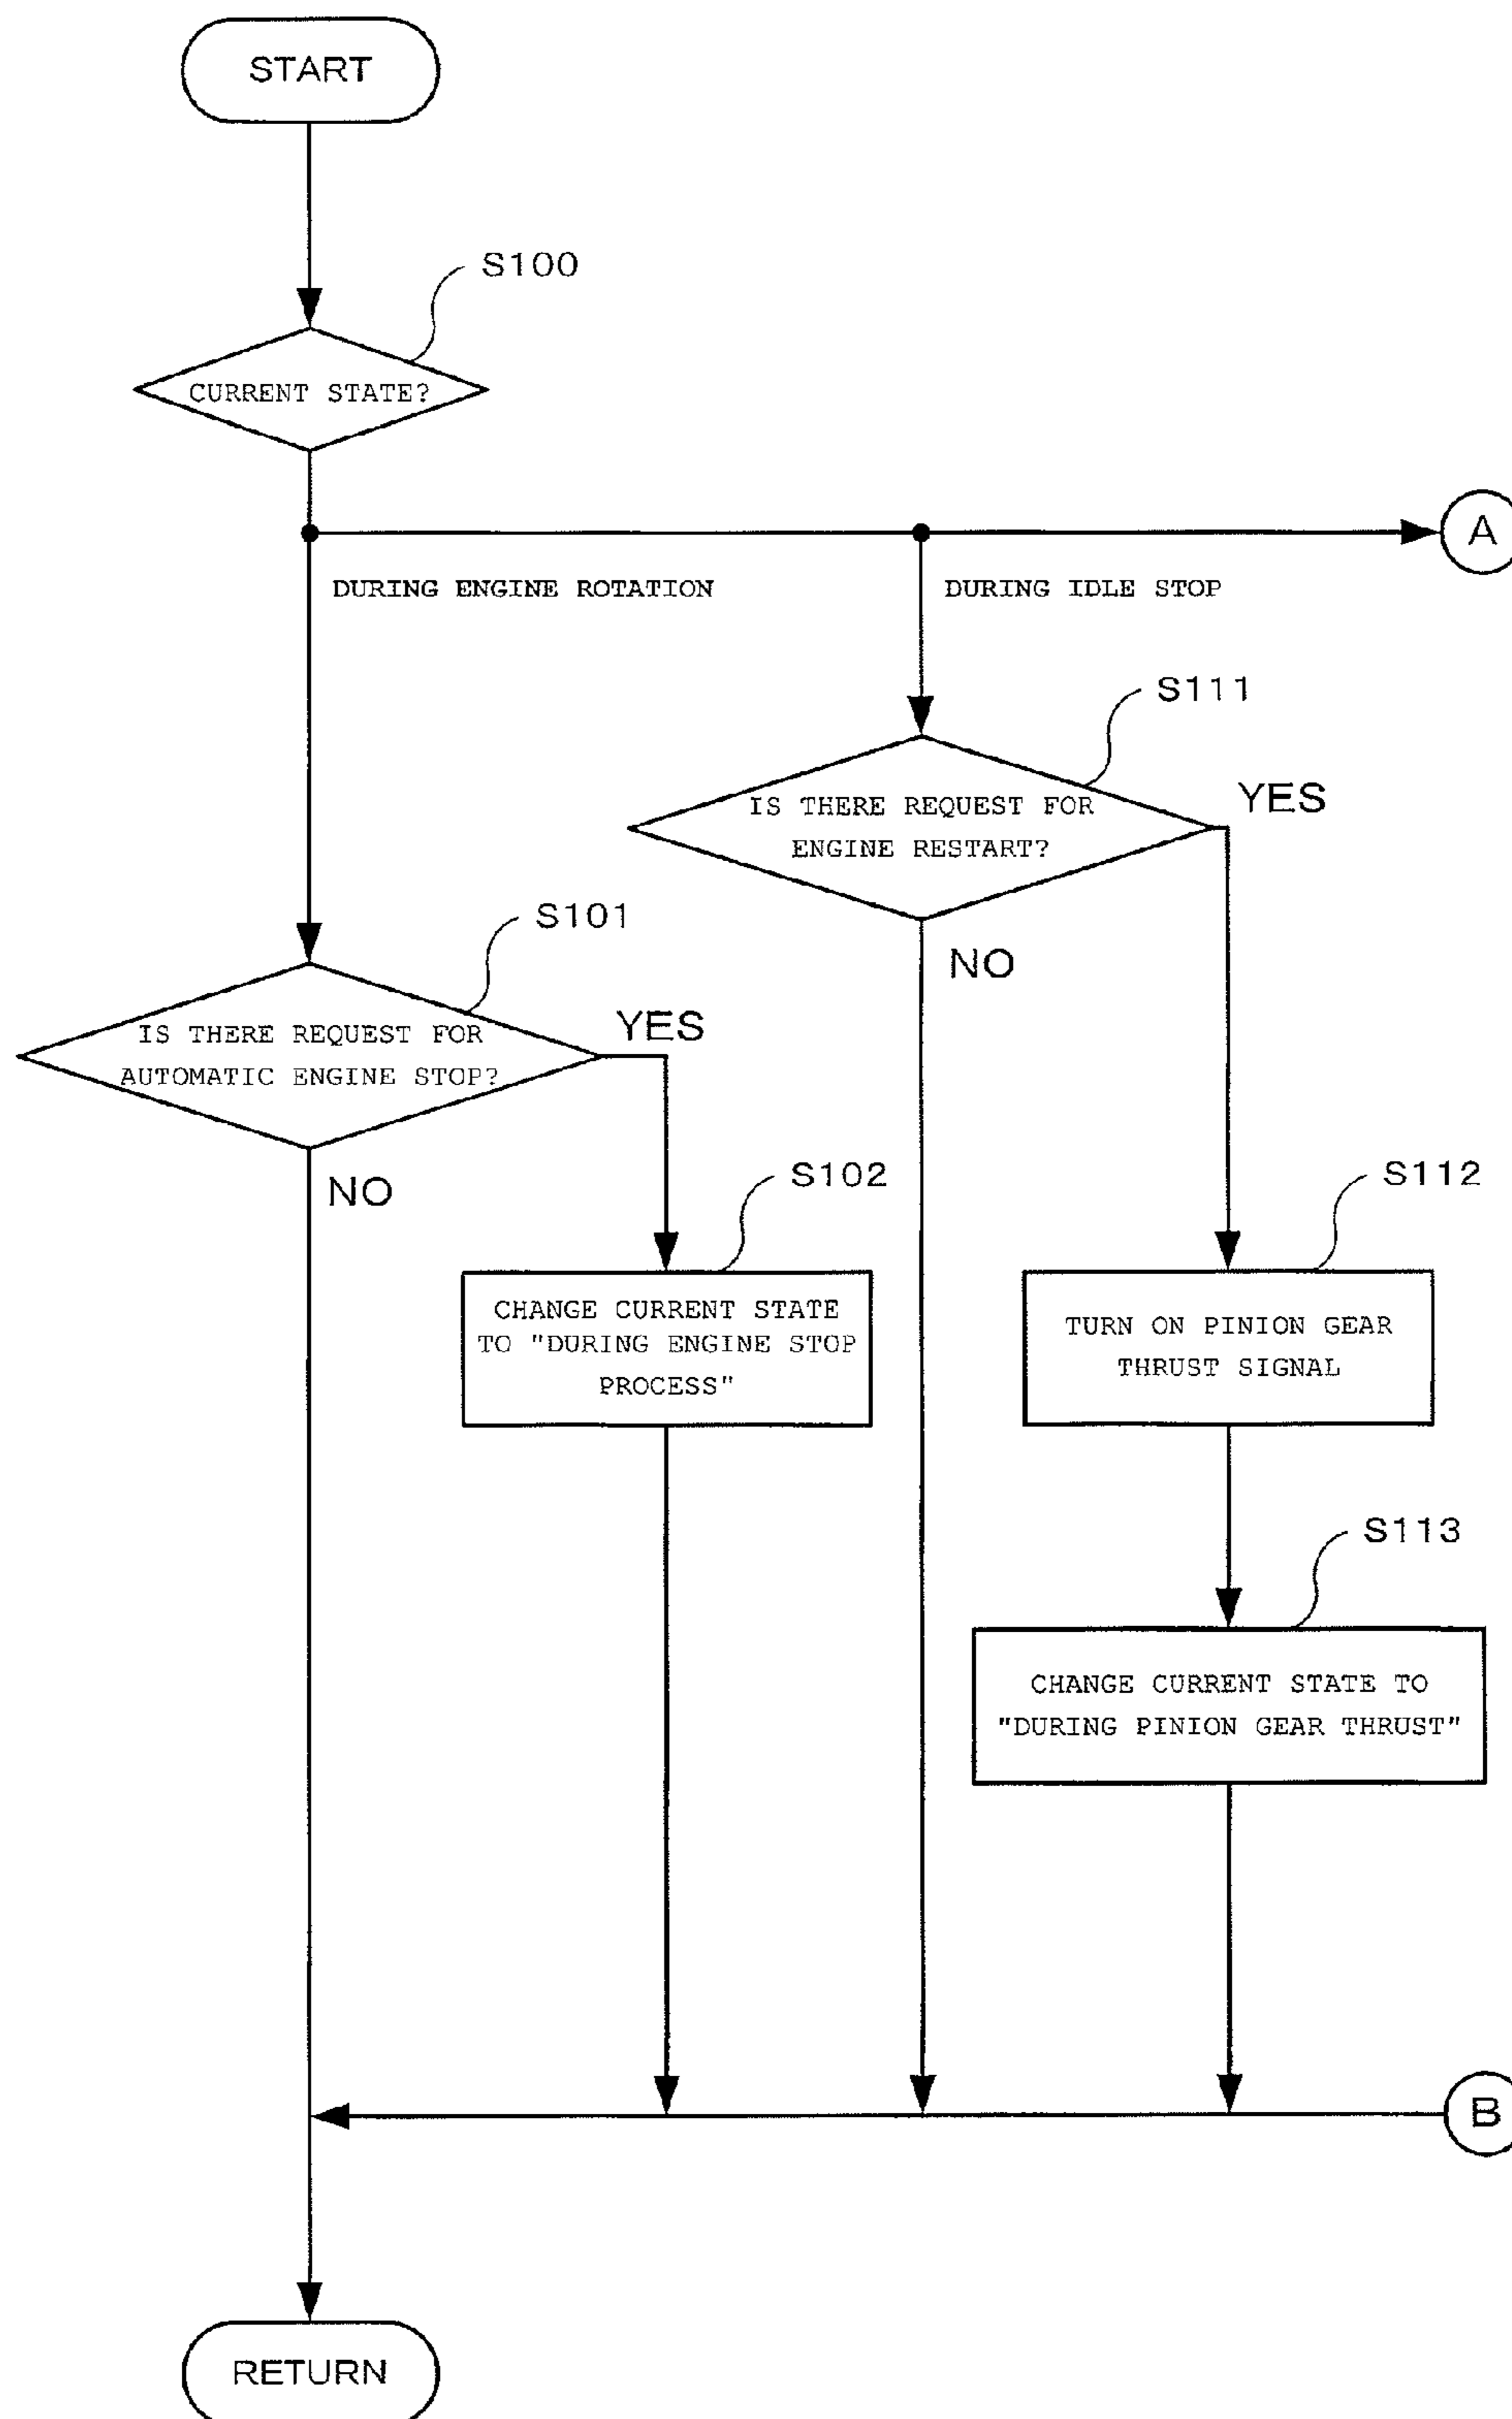 START
S100
CURRENT STATE?
A
DURING ENGINE ROTATION
DURING IDLE STOP
S111
IS THERE REQUEST FOR
ENGINE RESTART?
YES
NO
S101
IS THERE REQUEST FOR
AUTOMATIC ENGINE STOP?
YES
NO
S102
CHANGE CURRENT STATE
TO "DURING ENGINE STOP
PROCESS"
S112
TURN ON PINION GEAR
THRUST SIGNAL
S113
CHANGE CURRENT STATE TO
"DURING PINION GEAR THRUST"
B
RETURN